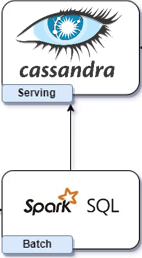 cassandra
Serving
Spark SQL
Batch